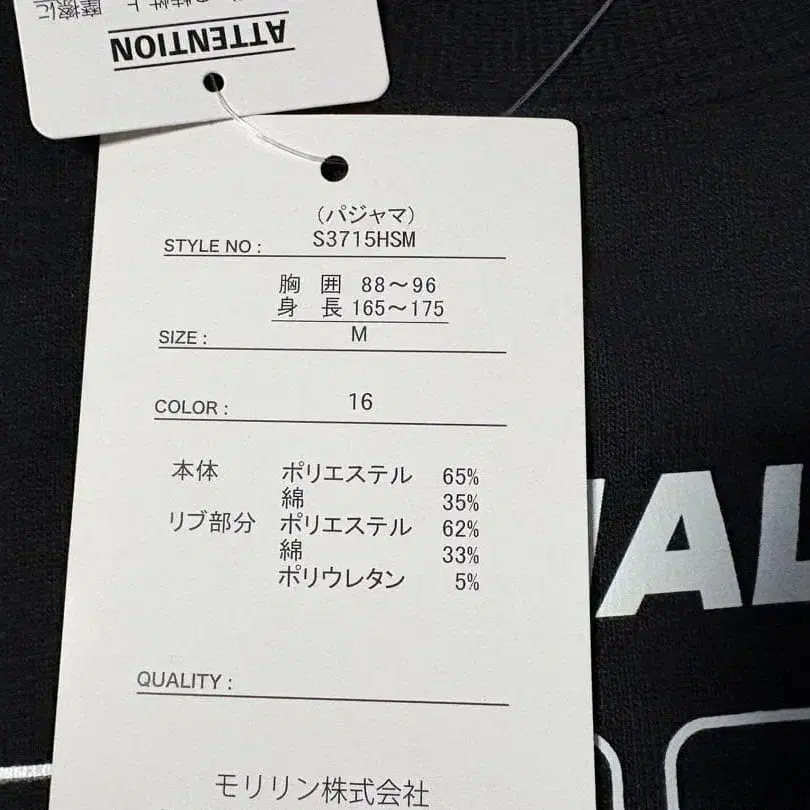 ATTENTION
(パジャマ)
STYLE NO : S3715HSM
胸 囲 88～96
身 長 165～175
SIZE : M
COLOR : 16
本体 ポリエステル 65%
綿 35%
リブ部分 ポリエステル 62%
綿 33%
ポリウレタン 5%
QUALITY :
モリリン株式会社
AL